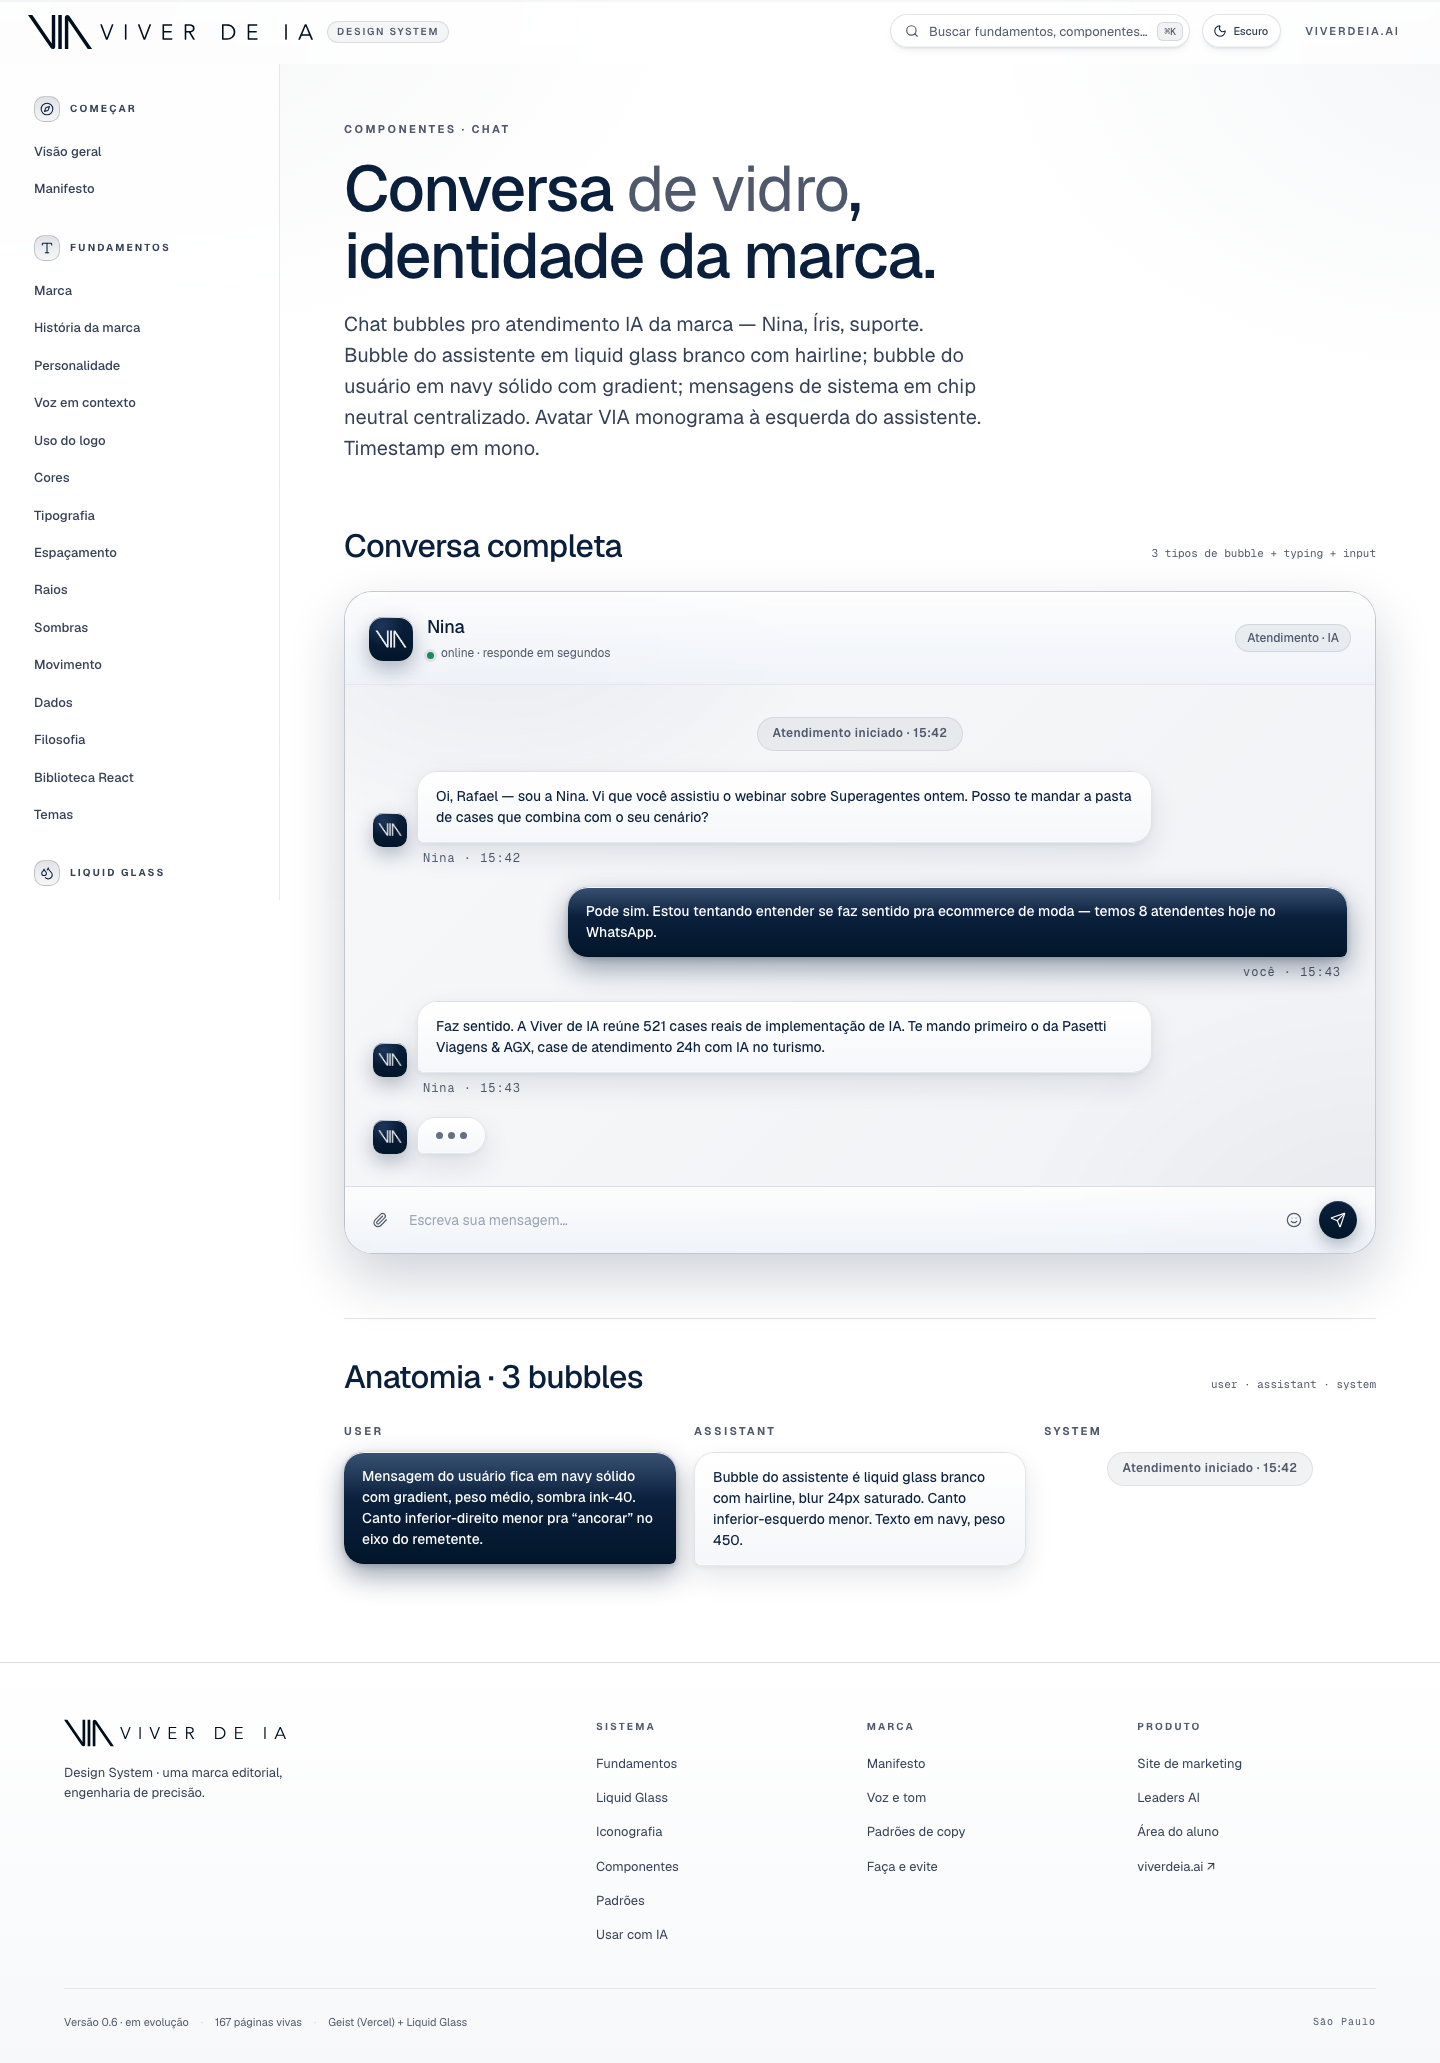 VIVER DE IA
DESIGN SYSTEM
Buscar fundamentos, componentes...
⌘K
Escuro
VIVERDEIA.AI
COMEÇAR
Visão geral
Manifesto
FUNDAMENTOS
Marca
História da marca
Personalidade
Voz em contexto
Uso do logo
Cores
Tipografia
Espaçamento
Raios
Sombras
Movimento
Dados
Filosofia
Biblioteca React
Temas
LIQUID GLASS
COMPONENTES · CHAT
Conversa de vidro,
identidade da marca.
Chat bubbles pro atendimento IA da marca — Nina, Íris, suporte.
Bubble do assistente em liquid glass branco com hairline; bubble do
usuário em navy sólido com gradient; mensagens de sistema em chip
neutral centralizado. Avatar VIA monograma à esquerda do assistente.
Timestamp em mono.
Conversa completa
3 tipos de bubble + typing + input
Nina
online · responde em segundos
Atendimento · IA
Atendimento iniciado · 15:42
Oi, Rafael — sou a Nina. Vi que você assistiu o webinar sobre Superagentes ontem. Posso te mandar a pasta
de cases que combina com o seu cenário?
Nina · 15:42
Pode sim. Estou tentando entender se faz sentido pra ecommerce de moda — temos 8 atendentes hoje no
WhatsApp.
você · 15:43
Faz sentido. A Viver de IA reúne 521 cases reais de implementação de IA. Te mando primeiro o da Pasetti
Viagens & AGX, case de atendimento 24h com IA no turismo.
Nina · 15:43
Escreva sua mensagem...
Anatomia · 3 bubbles
user · assistant · system
USER
Mensagem do usuário fica em navy sólido
com gradient, peso médio, sombra ink-40.
Canto inferior-direito menor pra “ancorar” no
eixo do remetente.
ASSISTANT
Bubble do assistente é liquid glass branco
com hairline, blur 24px saturado. Canto
inferior-esquerdo menor. Texto em navy, peso
450.
SYSTEM
Atendimento iniciado · 15:42
VIVER DE IA
Design System · uma marca editorial,
engenharia de precisão.
SISTEMA
Fundamentos
Liquid Glass
Iconografia
Componentes
Padrões
Usar com IA
MARCA
Manifesto
Voz e tom
Padrões de copy
Faça e evite
PRODUTO
Site de marketing
Leaders AI
Área do aluno
viverdeia.ai ↗
Versão 0.6 · em evolução · 167 páginas vivas · Geist (Vercel) + Liquid Glass
São Paulo